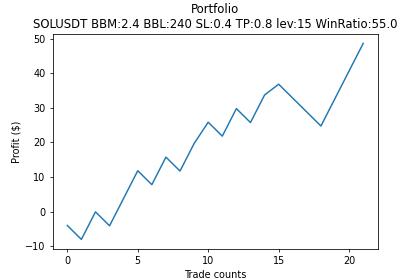 Portfolio
SOLUSDT BBM:2.4 BBL:240 SL:0.4 TP:0.8 lev:15 WinRatio:55.0
50
40
30
20
10
0
−10
Profit ($)
0 5 10 15 20
Trade counts